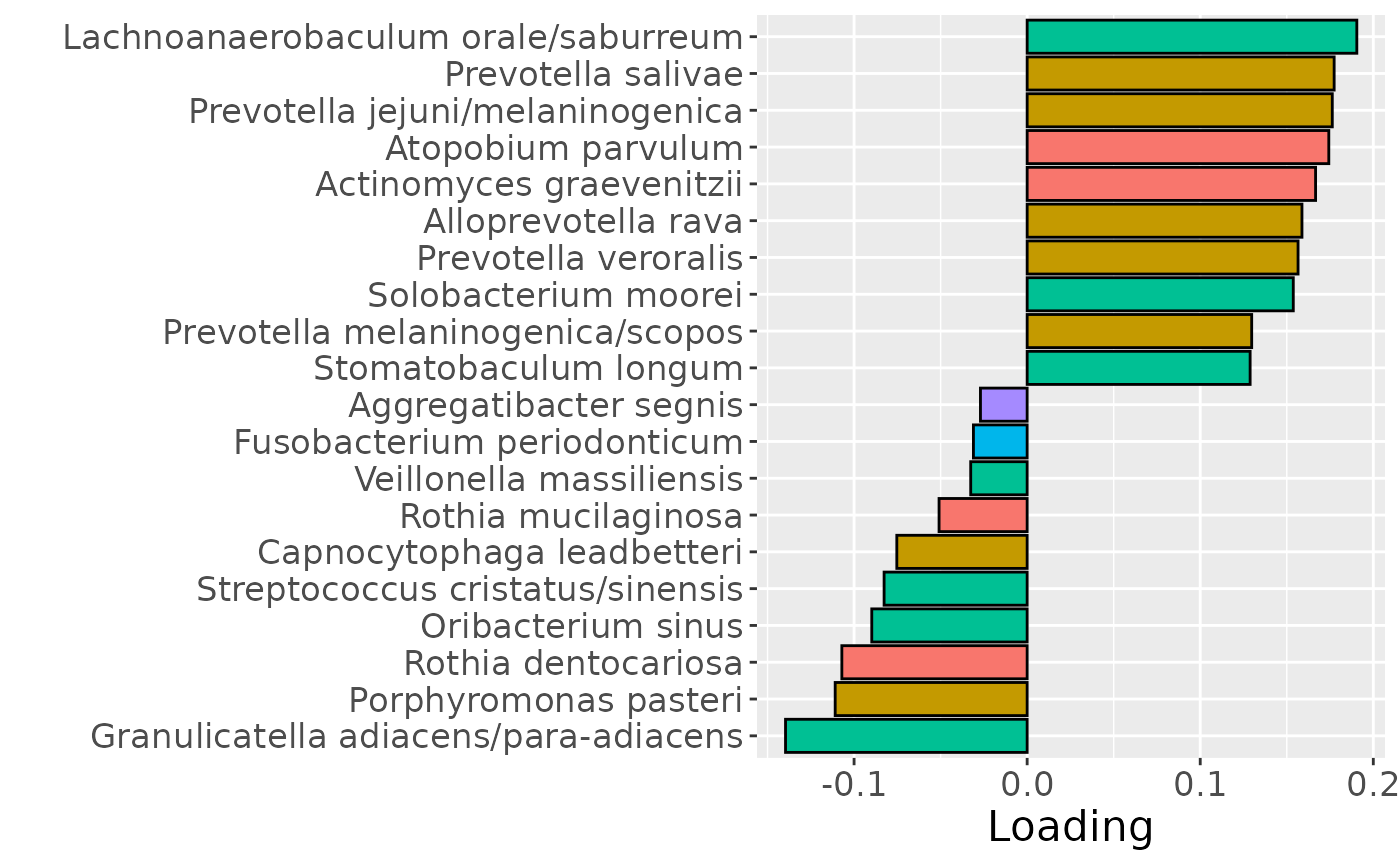 Lachnoanaerobaculum orale/saburreum
Prevotella salivae
Prevotella jejuni/melaninogenica
Atopobium parvulum
Actinomyces graevenitzii
Alloprevotella rava
Prevotella veroralis
Solobacterium moorei
Prevotella melaninogenica/scopos
Stomatobaculum longum
Aggregatibacter segnis
Fusobacterium periodonticum
Veillonella massiliensis
Rothia mucilaginosa
Capnocytophaga leadbetteri
Streptococcus cristatus/sinensis
Oribacterium sinus
Rothia dentocariosa
Porphyromonas pasteri
Granulicatella adiacens/para-adiacens
-0.1 0.0 0.1 0.2
Loading